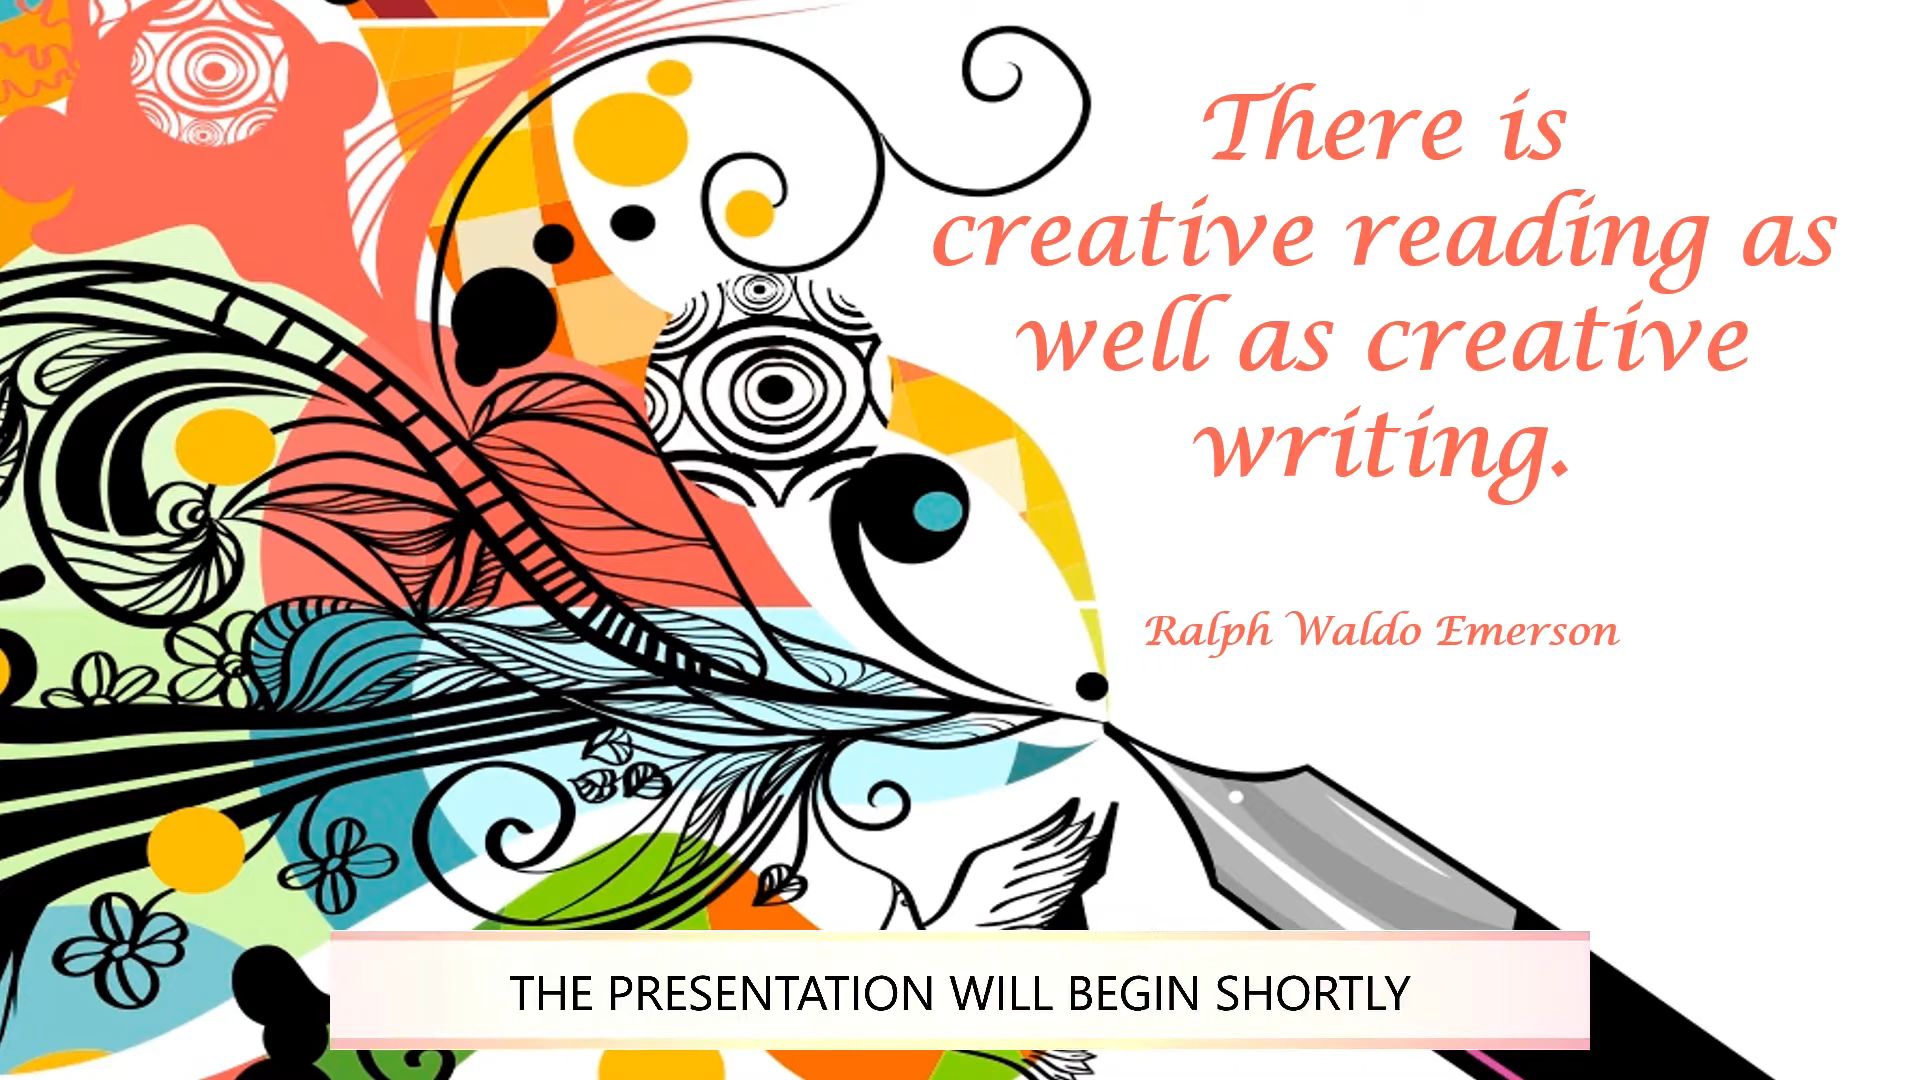 There is
creative reading as
well as creative
writing.
Ralph Waldo Emerson
THE PRESENTATION WILL BEGIN SHORTLY